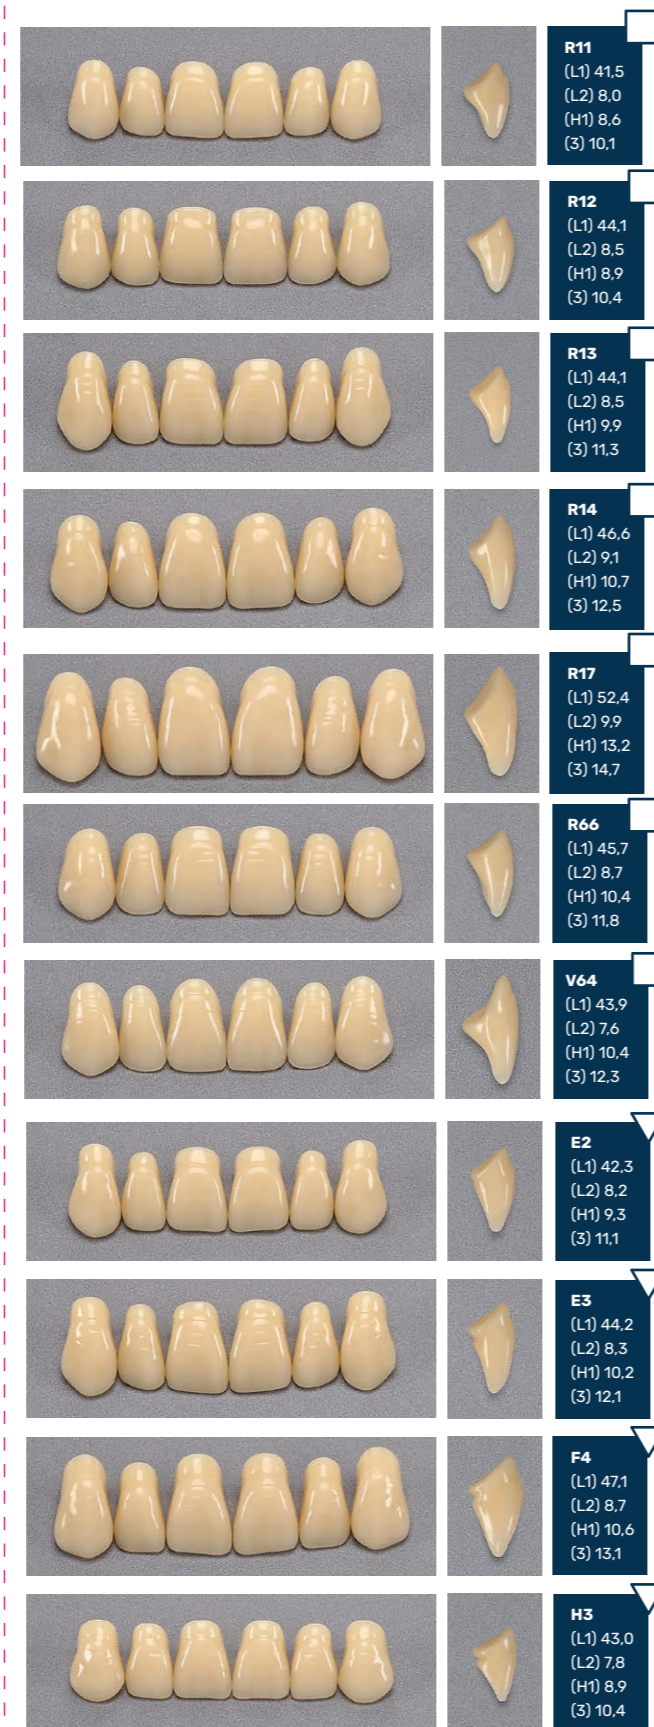 R11
(L1) 41,5
(L2) 8,0
(H1) 8,6
(3) 10,1
R12
(L1) 44,1
(L2) 8,5
(H1) 8,9
(3) 10,4
R13
(L1) 44,1
(L2) 8,5
(H1) 9,9
(3) 11,3
R14
(L1) 46,6
(L2) 9,1
(H1) 10,7
(3) 12,5
R17
(L1) 52,4
(L2) 9,9
(H1) 13,2
(3) 14,7
R66
(L1) 45,7
(L2) 8,7
(H1) 10,4
(3) 11,8
V64
(L1) 43,9
(L2) 7,6
(H1) 10,4
(3) 12,3
E2
(L1) 42,3
(L2) 8,2
(H1) 9,3
(3) 11,1
E3
(L1) 44,2
(L2) 8,3
(H1) 10,2
(3) 12,1
F4
(L1) 47,1
(L2) 8,7
(H1) 10,6
(3) 13,1
H3
(L1) 43,0
(L2) 7,8
(H1) 8,9
(3) 10,4